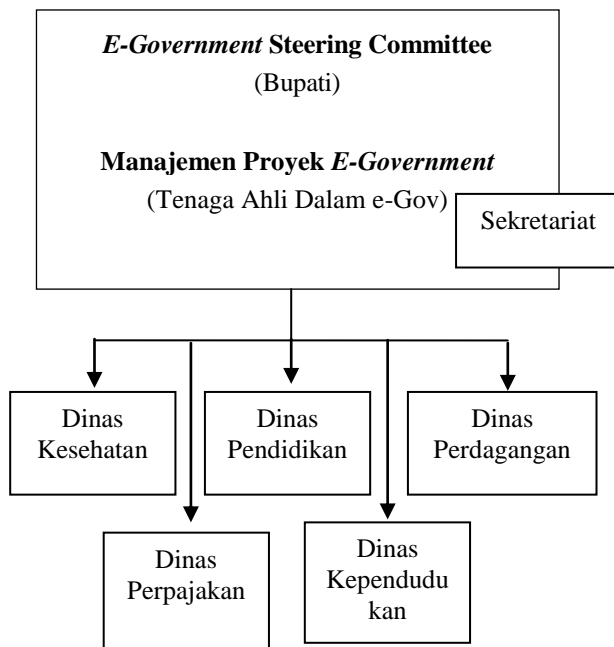 E-Government Steering Committee
(Bupati)
Manajemen Proyek E-Government
(Tenaga Ahli Dalam e-Gov)
Sekretariat
Dinas
Kesehatan
Dinas
Pendidikan
Dinas
Perdagangan
Dinas
Perpajakan
Dinas
Kependudu
kan